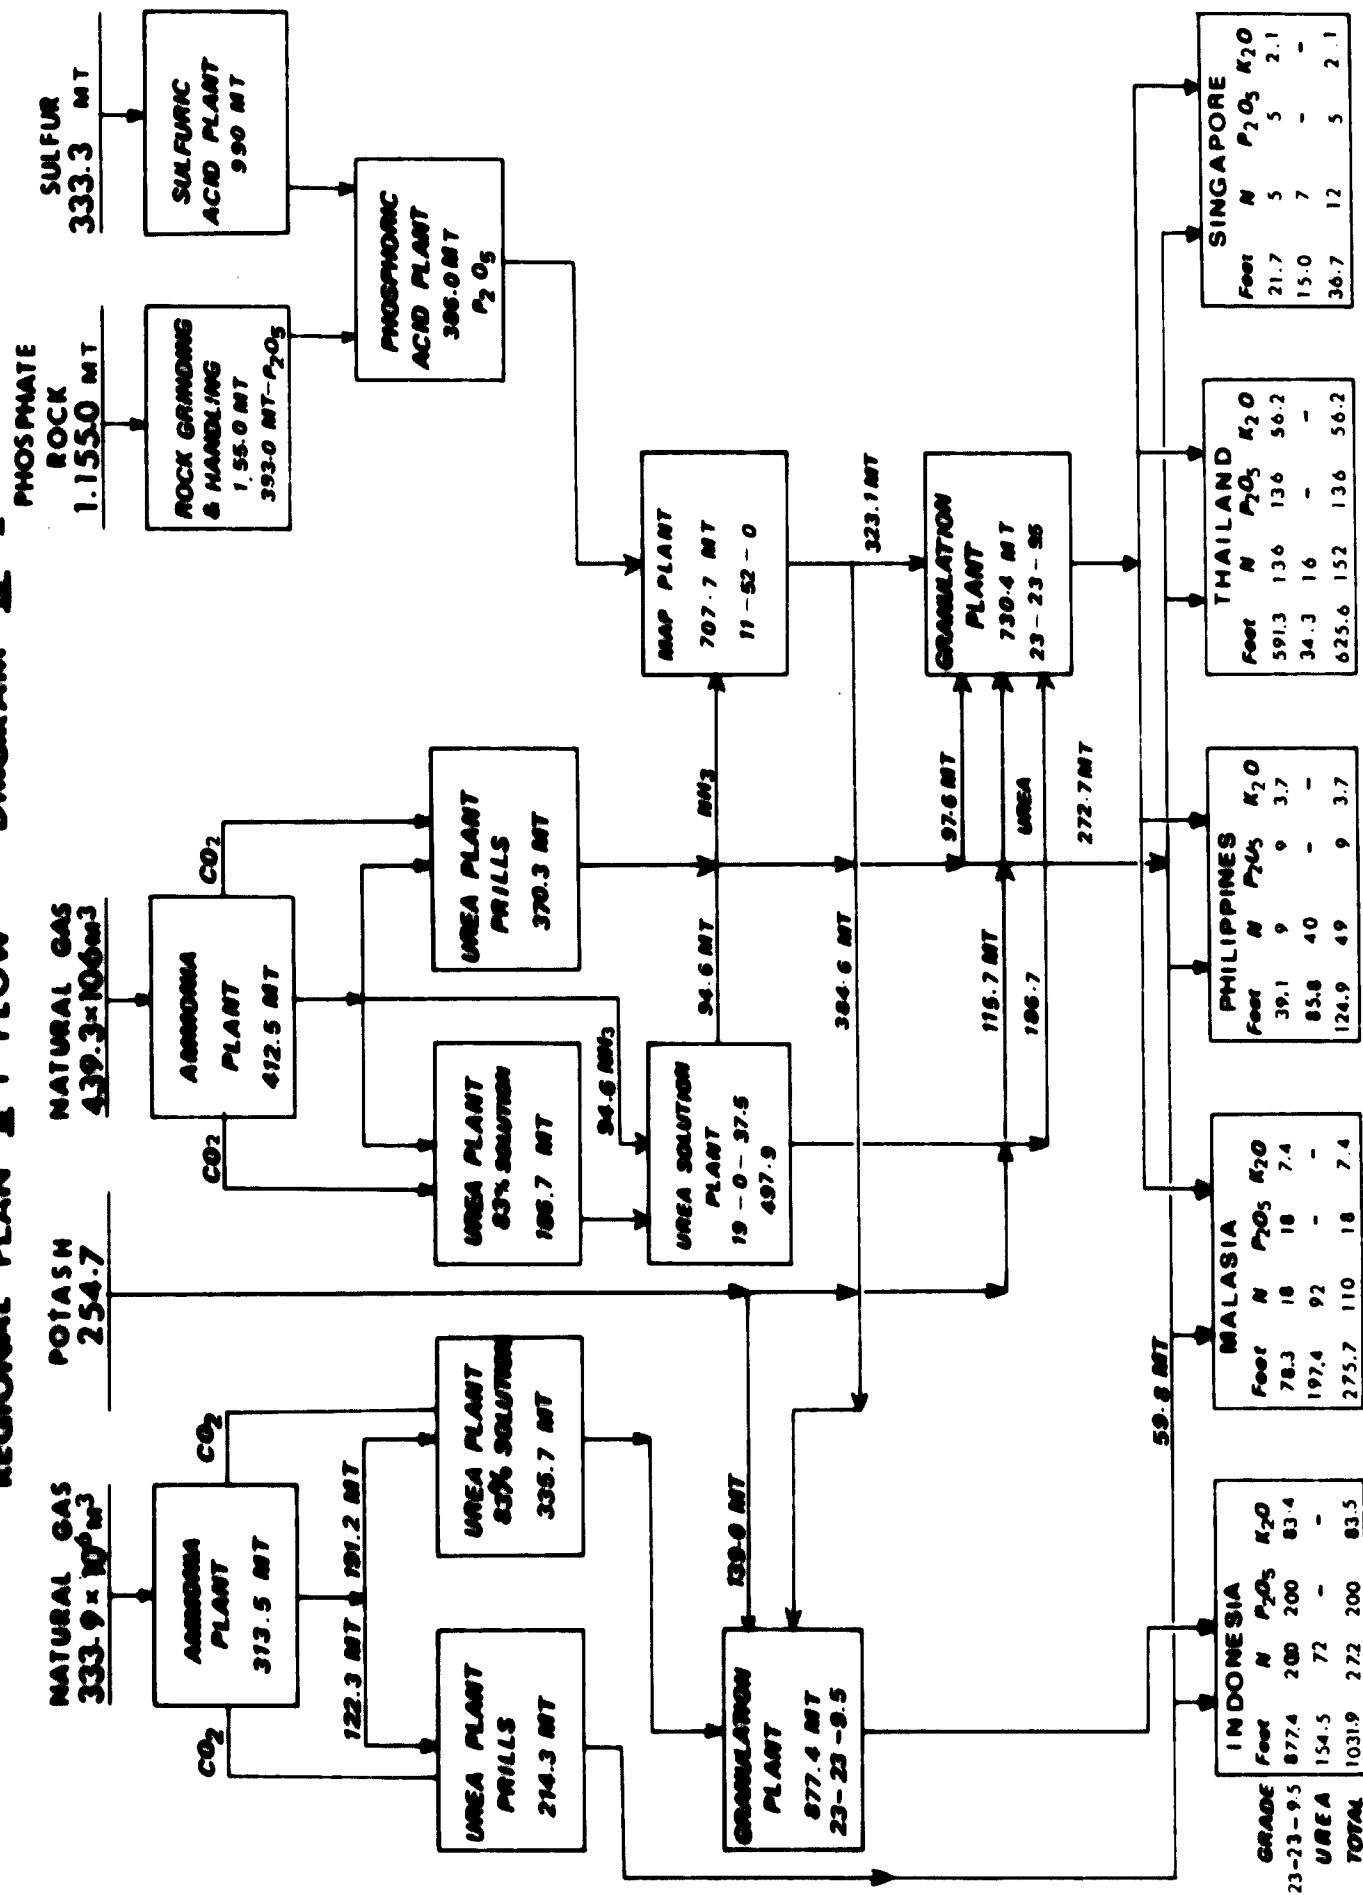 NATURAL GAS
333.9 × 10⁶ M³
POTASH
254.7
NATURAL GAS
439.3×106M³
PHOSPHATE
ROCK
1.155.0 MT
SULFUR
333.3 MT
CO₂
AMMONIA
PLANT
313.5 MT
CO₂
CO₂
AMMONIA
PLANT
412.5 MT
CO₂
ROCK GRINDING
& HANDLING
1,55.0 MT
393.0 MT-P₂O₅
SULFURIC
ACID PLANT
990 MT
122.3 MT
191.2 MT
PHOSPHORIC
ACID PLANT
386.0 MT
P₂O₅
UREA PLANT
PRILLS
214.3 MT
UREA PLANT
83% SOLUTION
335.7 MT
UREA PLANT
83% SOLUTION
186.7 MT
UREA PLANT
PRILLS
370.3 MT
94.6 NH₃
UREA SOLUTION
PLANT
19-0-37.5
497.9
94.6 MT
NH₃
MAP PLANT
707.7 MT
11-52-0
139.0 MT
GRANULATION
PLANT
877.4 MT
23-23-9.5
384.6 MT
323.1 MT
97.6 MT
115.7 MT
UREA
186.7
272.7 MT
GRANULATION
PLANT
730.4 MT
23-23-9.5
59.8 MT
INDONESIA
GRADE Feet N P₂O₅ K₂O
23-23-9.5 877.4 200 200 83.4
UREA 154.5 72 - -
TOTAL 1031.9 272 200 83.5
MALASIA
Feet N P₂O₅ K₂O
78.3 18 18 7.4
197.4 92 - -
275.7 110 18 7.4
PHILIPPINES
Feet N P₂O₅ K₂O
39.1 9 9 3.7
85.8 40 - -
124.9 49 9 3.7
THAILAND
Feet N P₂O₅ K₂O
591.3 136 136 56.2
34.3 16 - -
625.6 152 136 56.2
SINGAPORE
Feet N P₂O₅ K₂O
21.7 5 5 2.1
15.0 7 - -
36.7 12 5 2.1